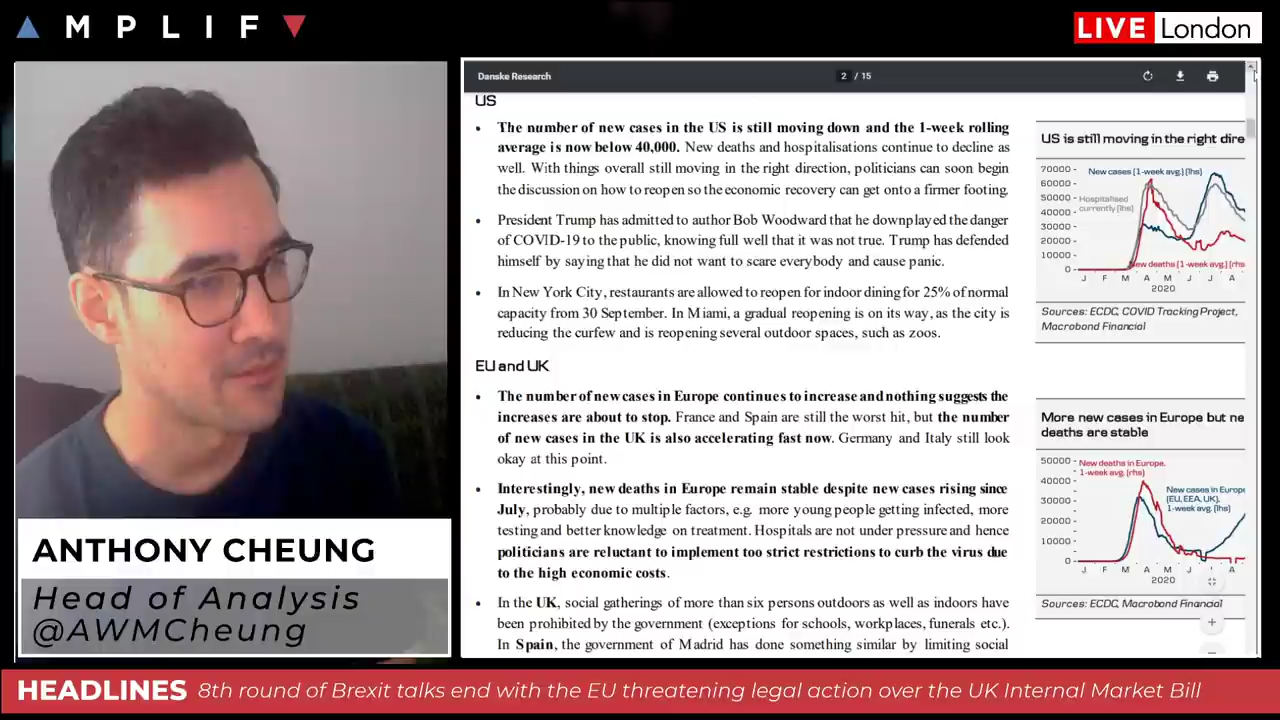 MPLIF
LIVE London
Danske Research
2 / 15
US
The number of new cases in the US is still moving down and the 1-week rolling
average is now below 40,000. New deaths and hospitalisations continue to decline as
well. With things overall still moving in the right direction, politicians can soon begin
the discussion on how to reopen so the economic recovery can get onto a firmer footing.
President Trump has admitted to author Bob Woodward that he downplayed the danger
of COVID-19 to the public, knowing full well that it was not true. Trump has defended
himself by saying that he did not want to scare everybody and cause panic.
In New York City, restaurants are allowed to reopen for indoor dining for 25% of normal
capacity from 30 September. In Miami, a gradual reopening is on its way, as the city is
reducing the curfew and is reopening several outdoor spaces, such as zoos.
EU and UK
The number of new cases in Europe continues to increase and nothing suggests the
increases are about to stop. France and Spain are still the worst hit, but the number
of new cases in the UK is also accelerating fast now. Germany and Italy still look
okay at this point.
Interestingly, new deaths in Europe remain stable despite new cases rising since
July, probably due to multiple factors, e.g. more young people getting infected, more
testing and better knowledge on treatment. Hospitals are not under pressure and hence
politicians are reluctant to implement too strict restrictions to curb the virus due
to the high economic costs.
In the UK, social gatherings of more than six persons outdoors as well as indoors have
been prohibited by the government (exceptions for schools, workplaces, funerals etc.).
In Spain, the government of Madrid has done something similar by limiting social
US is still moving in the right dire
70000
60000
50000
40000
30000
20000
10000
0
New cases (1-week avg.) (lhs)
Hospitalised
currently (lhs)
New deaths (1-week avg.) (rhs
J F M A M J J A
2020
Sources: ECDC, COVID Tracking Project,
Macrobond Financial
More new cases in Europe but ne
deaths are stable
50000
40000
30000
20000
10000
0
New deaths in Europe,
1-week avg. (rhs)
New cases in Europe
(EU, EEA, UK),
1-week avg. (lhs)
J F M A M J J A
2020
Sources: ECDC, Macrobond Financial
ANTHONY CHEUNG
Head of Analysis
@AWMCheung
HEADLINES 8th round of Brexit talks end with the EU threatening legal action over the UK Internal Market Bill